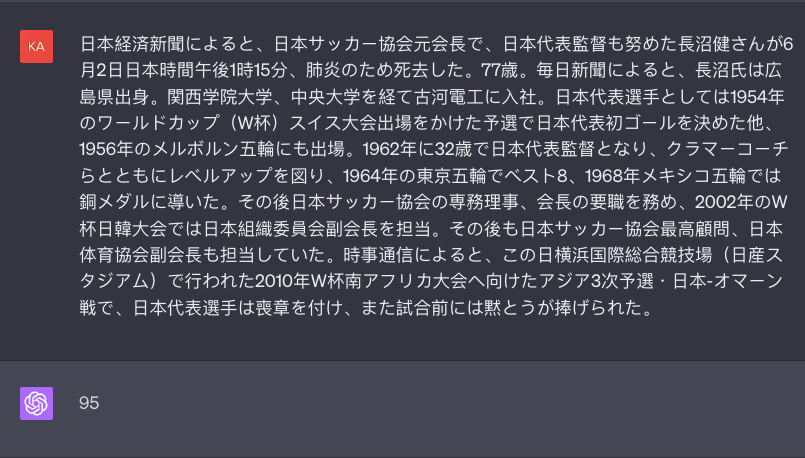 KA
日本経済新聞によると、日本サッカー協会元会長で、日本代表監督も努めた長沼健さんが6
月2日日本時間午後1時15分、肺炎のため死去した。77歳。毎日新聞によると、長沼氏は広
島県出身。関西学院大学、中央大学を経て古河電工に入社。日本代表選手としては1954年
のワールドカップ（W杯）スイス大会出場をかけた予選で日本代表初ゴールを決めた他、
1956年のメルボルン五輪にも出場。1962年に32歳で日本代表監督となり、クラマーコーチ
らとともにレベルアップを図り、1964年の東京五輪でベスト8、1968年メキシコ五輪では
銅メダルに導いた。その後日本サッカー協会の専務理事、会長の要職を務め、2002年のW
杯日韓大会では日本組織委員会副会長を担当。その後も日本サッカー協会最高顧問、日本
体育協会副会長も担当していた。時事通信によると、この日横浜国際総合競技場（日産ス
タジアム）で行われた2010年W杯南アフリカ大会へ向けたアジア3次予選・日本-オマーン
戦で、日本代表選手は喪章を付け、また試合前には黙とうが捧げられた。
95